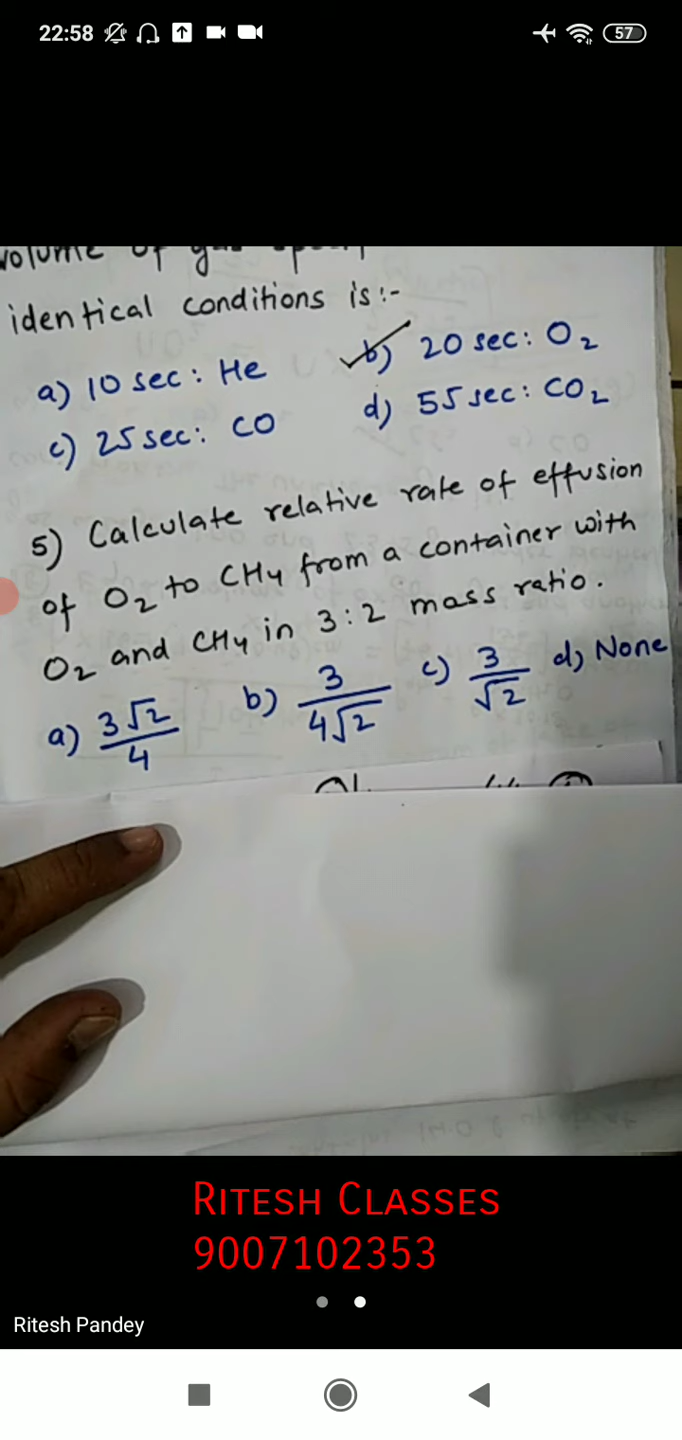 22:58
57
volume of
identical conditions is:-
a) 10 sec: He b) 20 sec: O2
c) 25 sec: CO d) 55 sec: CO2
5) Calculate relative rate of effusion
of O2 to CH4 from a container with
O2 and CH4 in 3:2 mass ratio.
a) 3√2/4 b) 3/4√2 c) 3/√2 d) None
RITESH CLASSES
9007102353
Ritesh Pandey